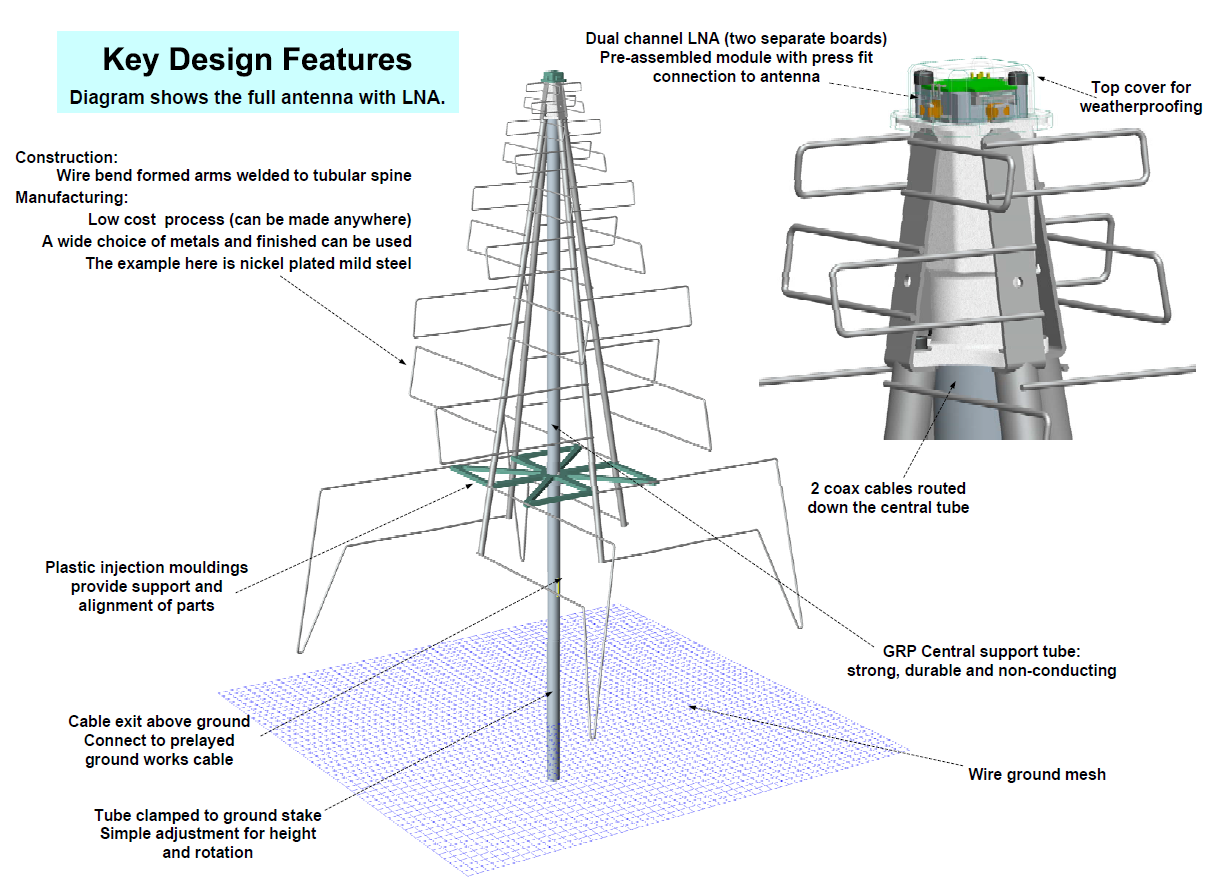 Key Design Features
Diagram shows the full antenna with LNA.
Construction:
Wire bend formed arms welded to tubular spine
Manufacturing:
Low cost process (can be made anywhere)
A wide choice of metals and finished can be used
The example here is nickel plated mild steel
Dual channel LNA (two separate boards)
Pre-assembled module with press fit
connection to antenna
Top cover for
weatherproofing
2 coax cables routed
down the central tube
Plastic injection mouldings
provide support and
alignment of parts
GRP Central support tube:
strong, durable and non-conducting
Cable exit above ground
Connect to prelayed
ground works cable
Wire ground mesh
Tube clamped to ground stake
Simple adjustment for height
and rotation